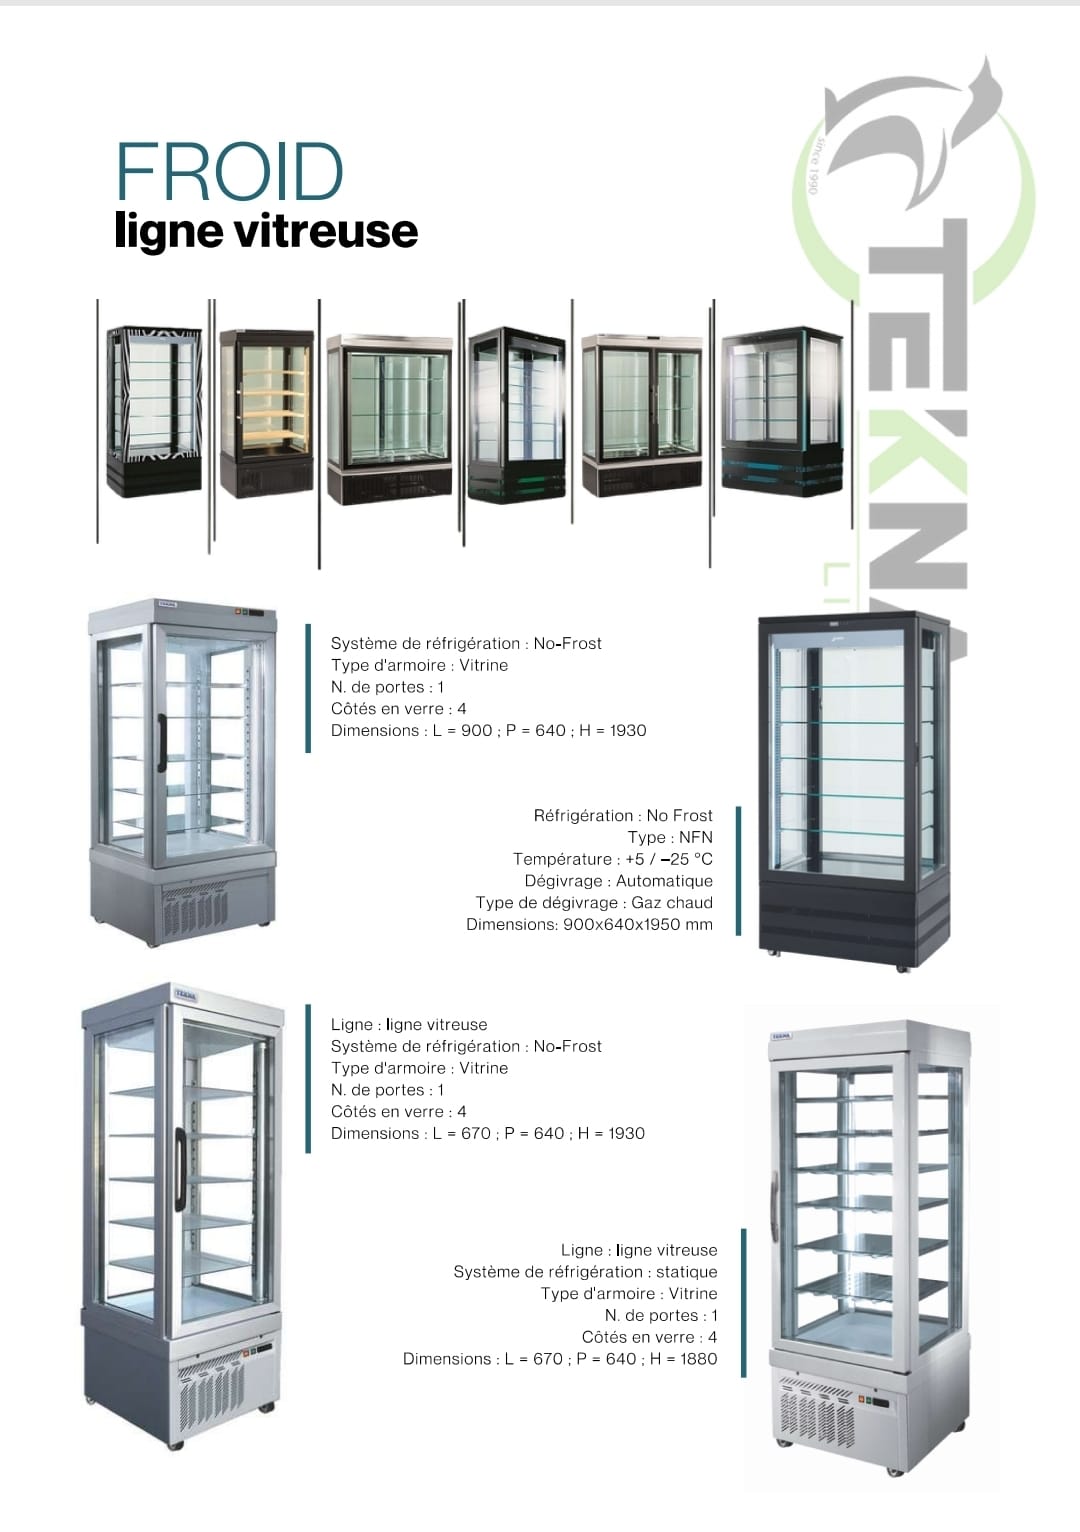 FROID
ligne vitreuse
since 1990
TEKNA
LI
TEKNA
Système de réfrigération : No-Frost
Type d'armoire : Vitrine
N. de portes : 1
Côtés en verre : 4
Dimensions : L = 900 ; P = 640 ; H = 1930
Réfrigération : No Frost
Type : NFN
Température : +5 / –25 °C
Dégivrage : Automatique
Type de dégivrage : Gaz chaud
Dimensions: 900x640x1950 mm
TEKNA
Ligne : ligne vitreuse
Système de réfrigération : No-Frost
Type d'armoire : Vitrine
N. de portes : 1
Côtés en verre : 4
Dimensions : L = 670 ; P = 640 ; H = 1930
TEKNA
Ligne : ligne vitreuse
Système de réfrigération : statique
Type d'armoire : Vitrine
N. de portes : 1
Côtés en verre : 4
Dimensions : L = 670 ; P = 640 ; H = 1880